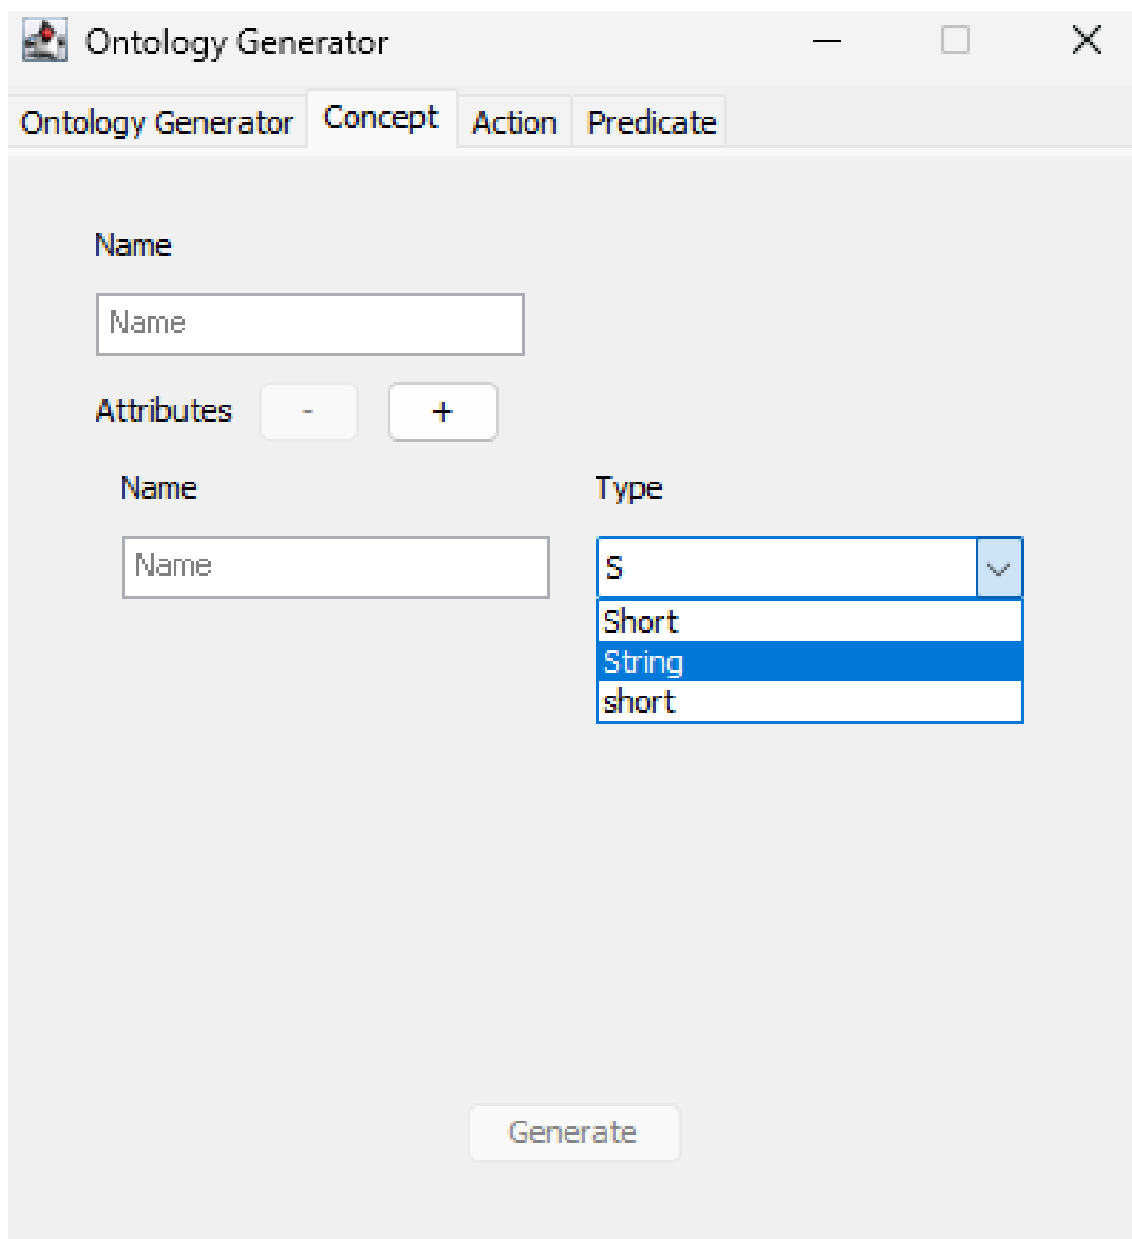 Ontology Generator
Ontology Generator Concept Action Predicate
Name
Name
Attributes - +
Name Type
Name S
Short
String
short
Generate